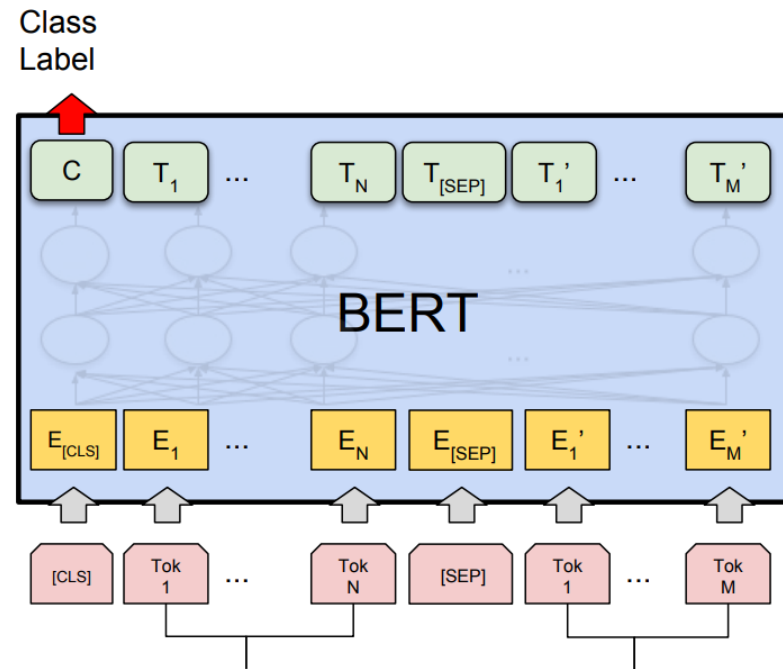 Class
Label
C T1 ... TN T[SEP] T1’ ... TM’
...
BERT
...
E[CLS] E1 ... EN E[SEP] E1’ ... EM’
[CLS] Tok 1 ... Tok N [SEP] Tok 1 ... Tok M